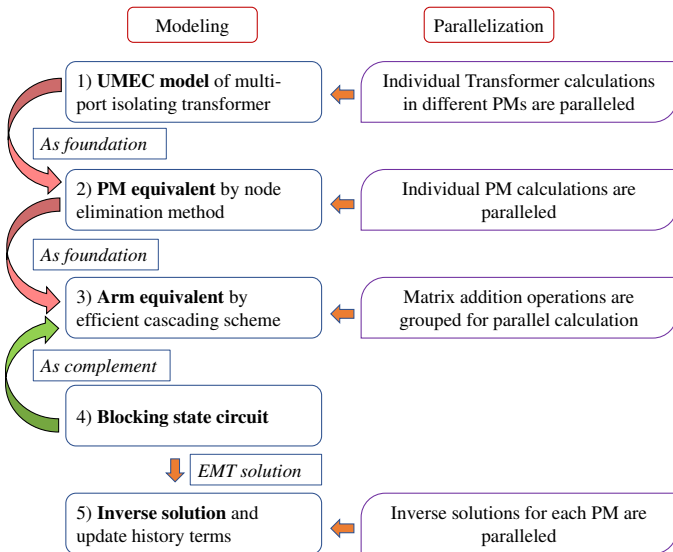 Modeling
Parallelization
1) UMEC model of multi-
port isolating transformer
Individual Transformer calculations
in different PMs are paralleled
As foundation
2) PM equivalent by node
elimination method
Individual PM calculations are
paralleled
As foundation
3) Arm equivalent by
efficient cascading scheme
Matrix addition operations are
grouped for parallel calculation
As complement
4) Blocking state circuit
EMT solution
5) Inverse solution and
update history terms
Inverse solutions for each PM are
paralleled